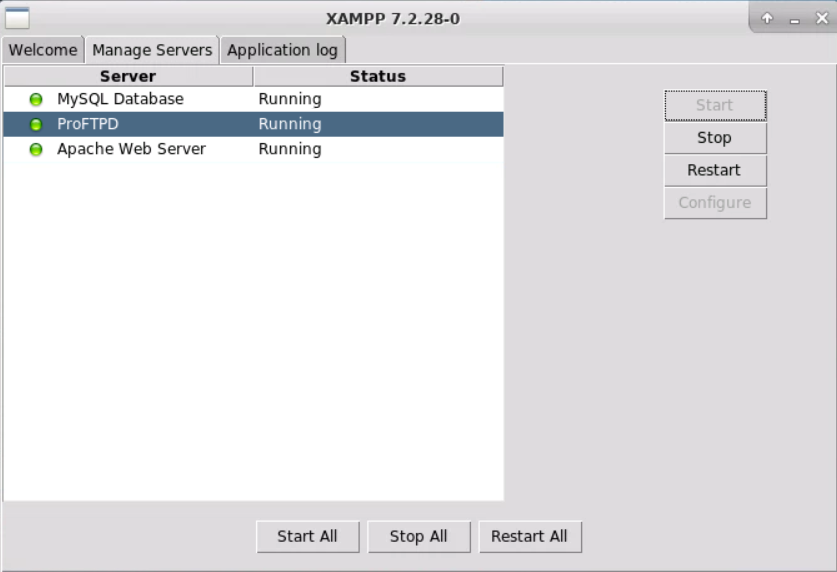 XAMPP 7.2.28-0
Welcome Manage Servers Application log
Server Status
MySQL Database Running
ProFTPD Running
Apache Web Server Running
Start
Stop
Restart
Configure
Start All Stop All Restart All